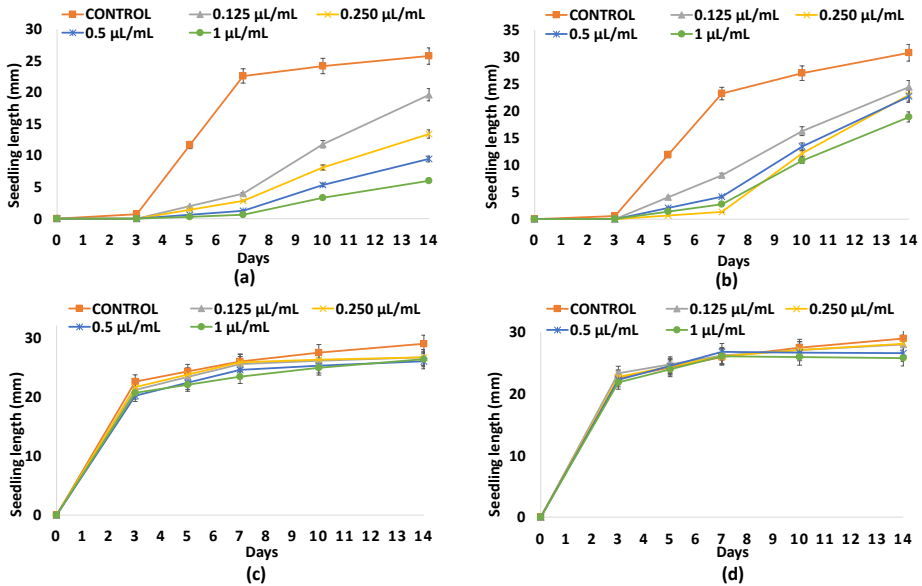 CONTROL 0.125 µL/mL 0.250 µL/mL
0.5 µL/mL 1 µL/mL
Seedling length (mm)
30
25
20
15
10
5
0
0 1 2 3 4 5 6 7 8 9 10 11 12 13 14
Days
(a)
CONTROL 0.125 µL/mL 0.250 µL/mL
0.5 µL/mL 1 µL/mL
Seedling length (mm)
35
30
25
20
15
10
5
0
0 1 2 3 4 5 6 7 8 9 10 11 12 13 14
Days
(b)
CONTROL 0.125 µL/mL 0.250 µL/mL
0.5 µL/mL 1 µL/mL
Seedling length (mm)
30
20
10
0
0 1 2 3 4 5 6 7 8 9 10 11 12 13 14
Days
(c)
CONTROL 0.125 µL/mL 0.250 µL/mL
0.5 µL/mL 1 µL/mL
Seedling length (mm)
30
20
10
0
0 1 2 3 4 5 6 7 8 9 10 11 12 13 14
Days
(d)